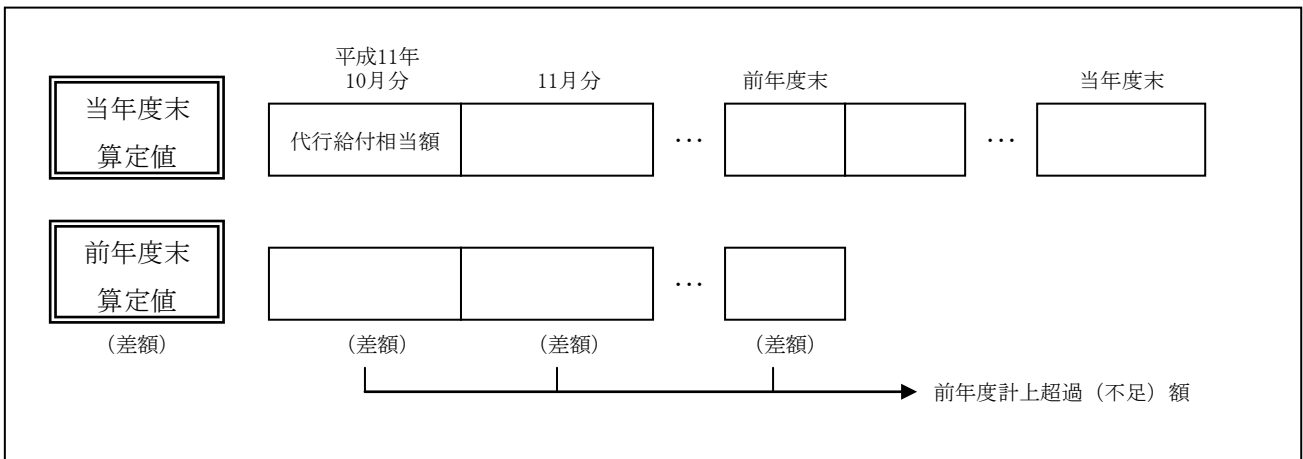 平成11年
10月分
11月分
前年度末
当年度末
当年度末
算定値
代行給付相当額
…
…
前年度末
算定値
…
（差額）
（差額）
（差額）
（差額）
前年度計上超過（不足）額